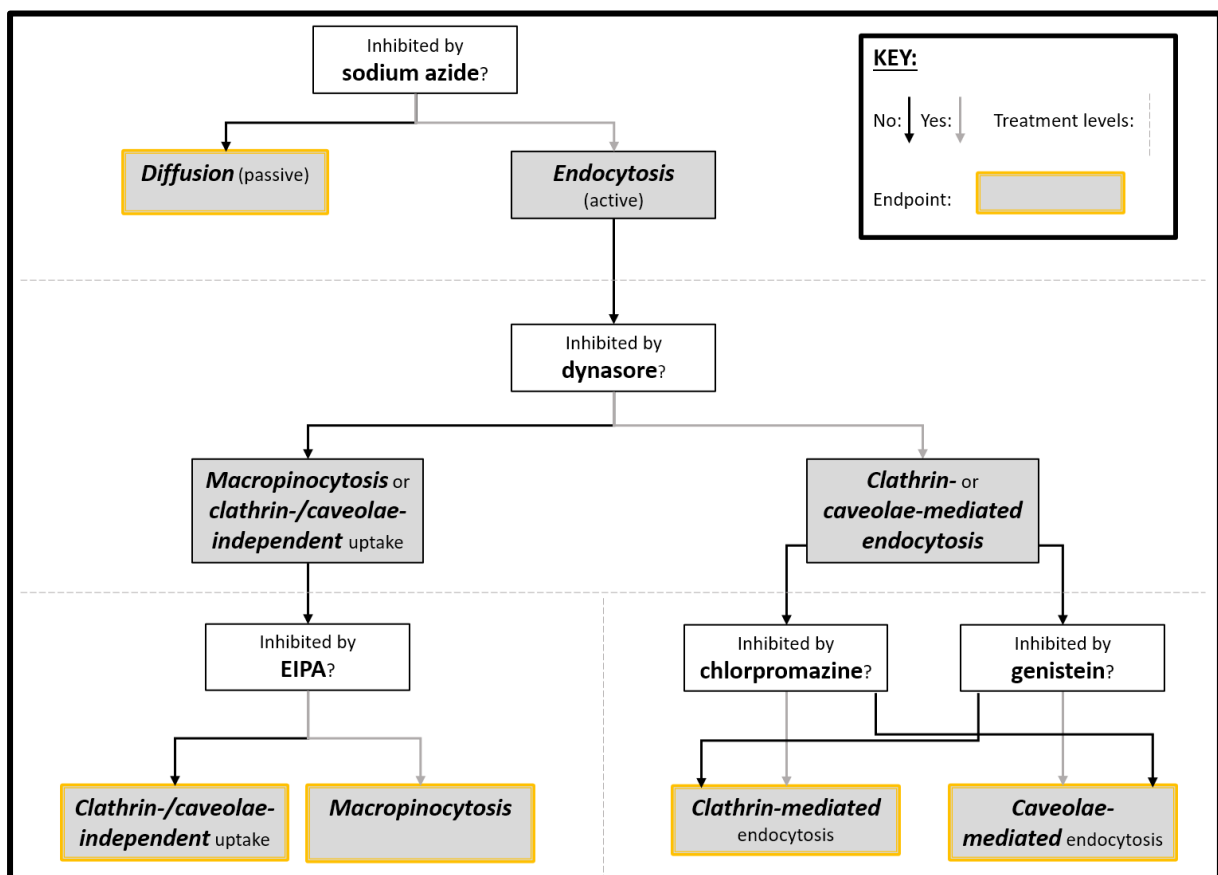 Inhibited by
sodium azide?
KEY:
No: Yes: Treatment levels:
Endpoint:
Diffusion (passive)
Endocytosis
(active)
Inhibited by
dynasore?
Macropinocytosis or
clathrin-/caveolae-
independent uptake
Clathrin- or
caveolae-mediated
endocytosis
Inhibited by
EIPA?
Inhibited by
chlorpromazine?
Inhibited by
genistein?
Clathrin-/caveolae-
independent uptake
Macropinocytosis
Clathrin-mediated
endocytosis
Caveolae-
mediated endocytosis